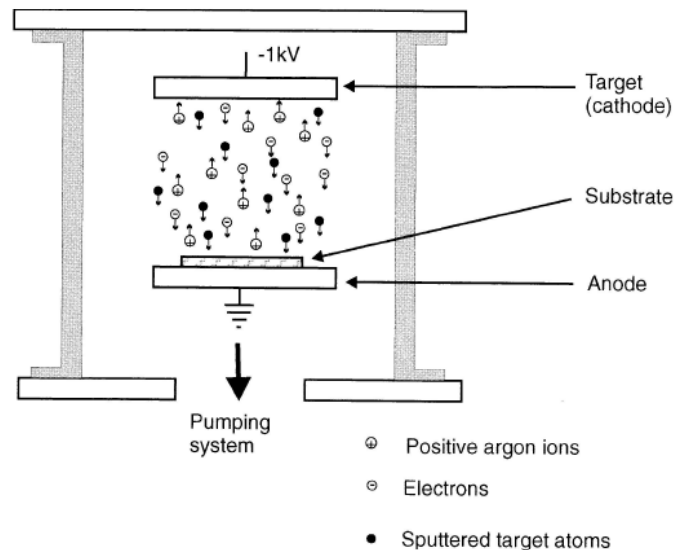 -1kV
Target
(cathode)
Substrate
Anode
Pumping
system
Positive argon ions
Electrons
Sputtered target atoms